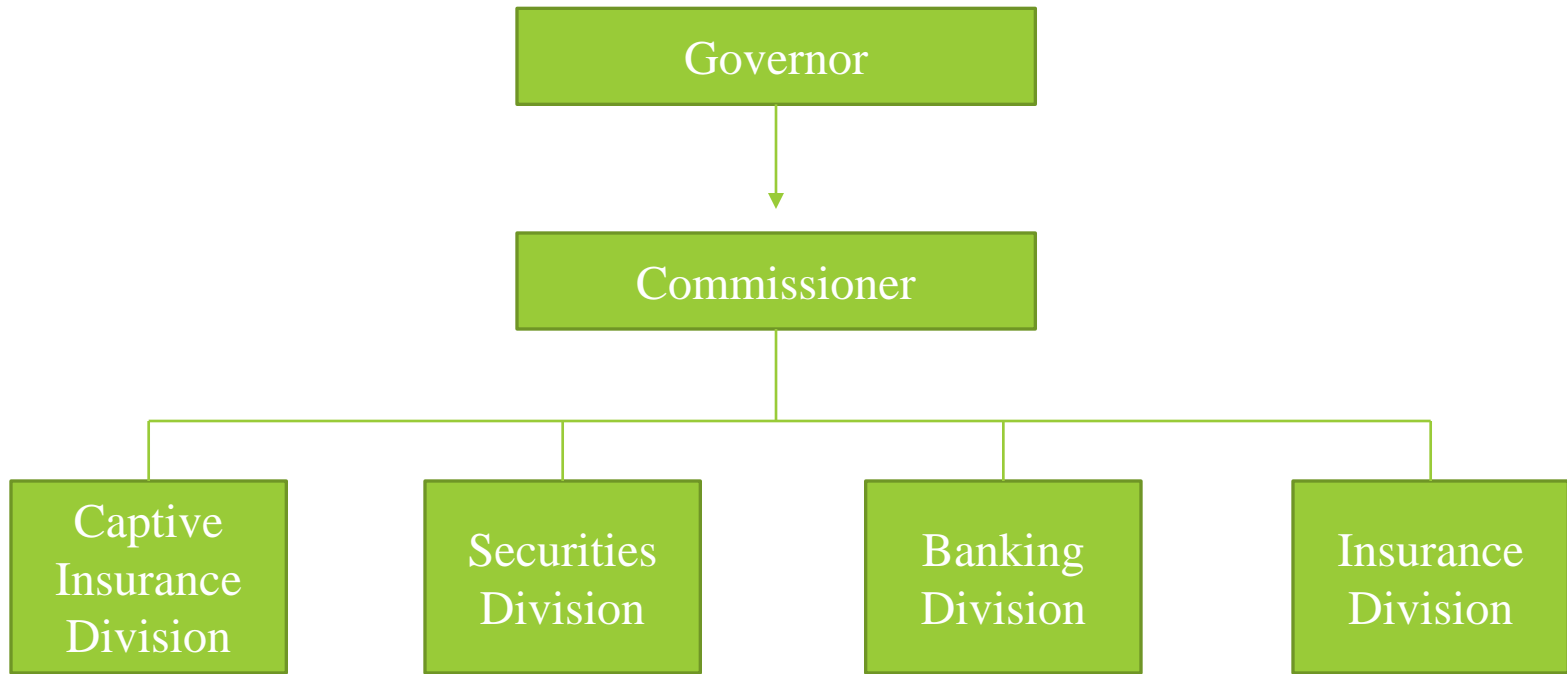 Governor
Commissioner
Captive
Insurance
Division
Securities
Division
Banking
Division
Insurance
Division